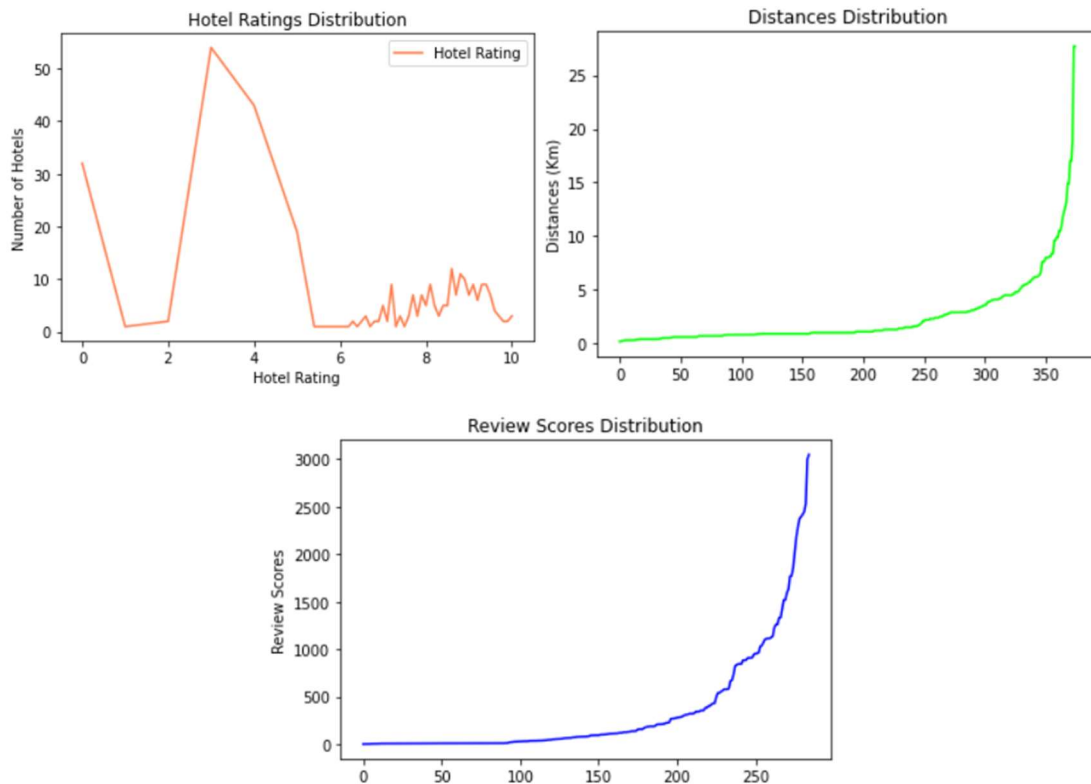 Hotel Ratings Distribution
Hotel Rating
Number of Hotels
50
40
30
20
10
0
0 2 4 6 8 10
Hotel Rating
Distances Distribution
Distances (Km)
25
20
15
10
5
0
0 50 100 150 200 250 300 350
Review Scores Distribution
Review Scores
3000
2500
2000
1500
1000
500
0
0 50 100 150 200 250